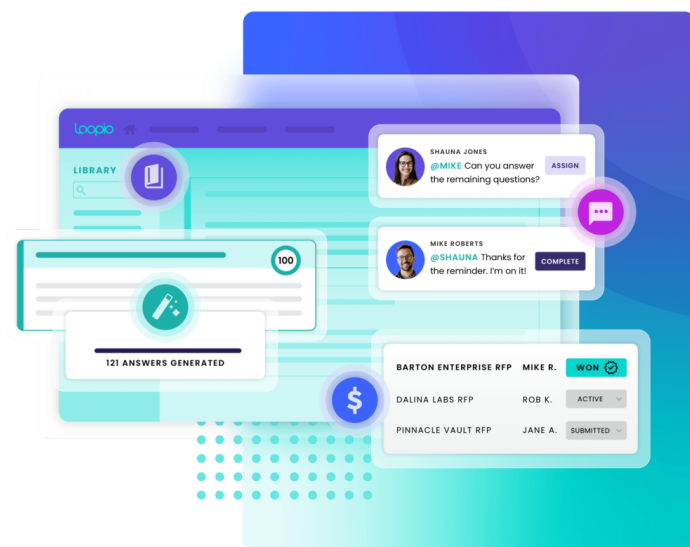 loopio
LIBRARY
SHAUNA JONES
@MIKE Can you answer
the remaining questions?
ASSIGN
MIKE ROBERTS
@SHAUNA Thanks for
the reminder. I'm on it!
COMPLETE
100
121 ANSWERS GENERATED
BARTON ENTERPRISE RFP MIKE R. WON
DALINA LABS RFP ROB K. ACTIVE
PINNACLE VAULT RFP JANE A. SUBMITTED
$